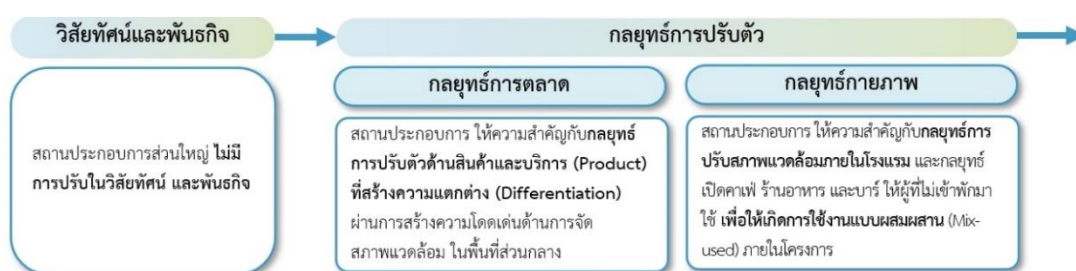 วิสัยทัศน์และพันธกิจ
กลยุทธ์การปรับตัว
สถานประกอบการส่วนใหญ่ ไม่มี
การปรับในวิสัยทัศน์ และพันธกิจ
กลยุทธ์การตลาด
สถานประกอบการ ให้ความสำคัญกับกลยุทธ์
การปรับตัวด้านสินค้าและบริการ (Product)
ที่สร้างความแตกต่าง (Differentiation)
ผ่านการสร้างความโดดเด่นด้านการจัด
สภาพแวดล้อม ในพื้นที่ส่วนกลาง
กลยุทธ์กายภาพ
สถานประกอบการ ให้ความสำคัญกับกลยุทธ์การ
ปรับสภาพแวดล้อมภายในโรงแรม และกลยุทธ์
เปิดคาเฟ่ ร้านอาหาร และบาร์ ให้ผู้ที่ไม่เข้าพักมา
ใช้ เพื่อให้เกิดการใช้งานแบบผสมผสาน (Mix-
used) ภายในโครงการ